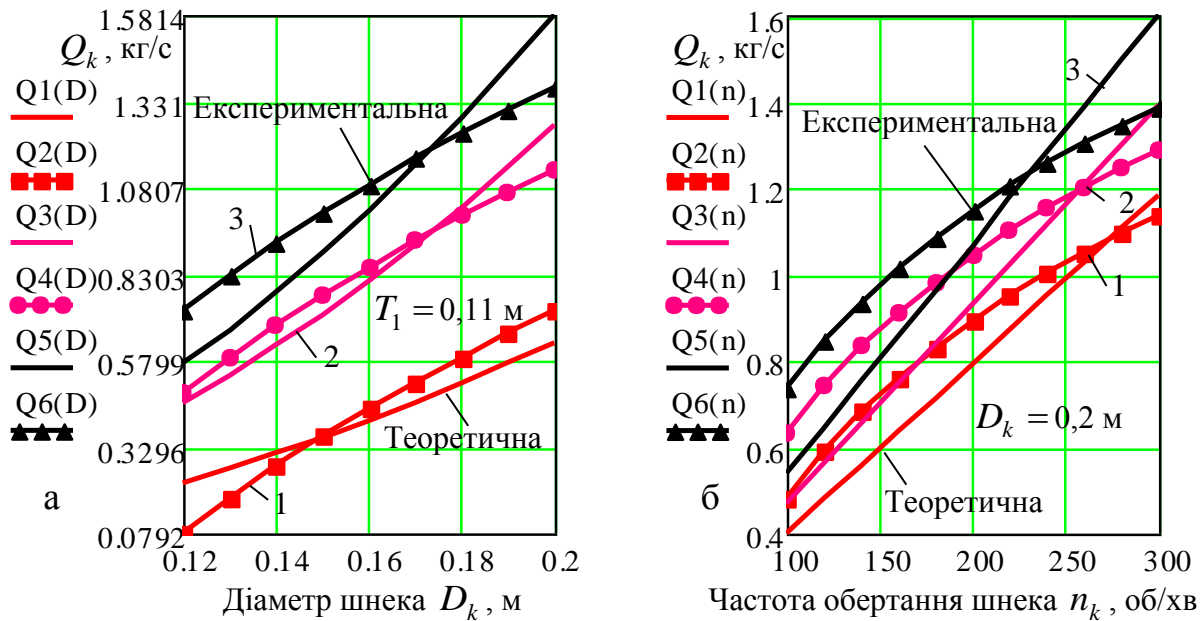 1.5814
Q_k , кг/с
Q1(D)
1.331
Експериментальна
Q2(D)
1.0807
Q3(D)
3
Q4(D)
0.8303
T_1 = 0,11 м
Q5(D)
0.5799
2
Q6(D)
Теоретична
0.3296
а
1
0.0792
0.12 0.14 0.16 0.18 0.2
Діаметр шнека D_k , м
1.6
Q_k , кг/с
3
Q1(n)
1.4
Експериментальна
Q2(n)
1.2
2
Q3(n)
1
Q4(n)
1
Q5(n)
0.8
Q6(n)
D_k = 0,2 м
0.6
б
Теоретична
0.4
100 150 200 250 300
Частота обертання шнека n_k , об/хв